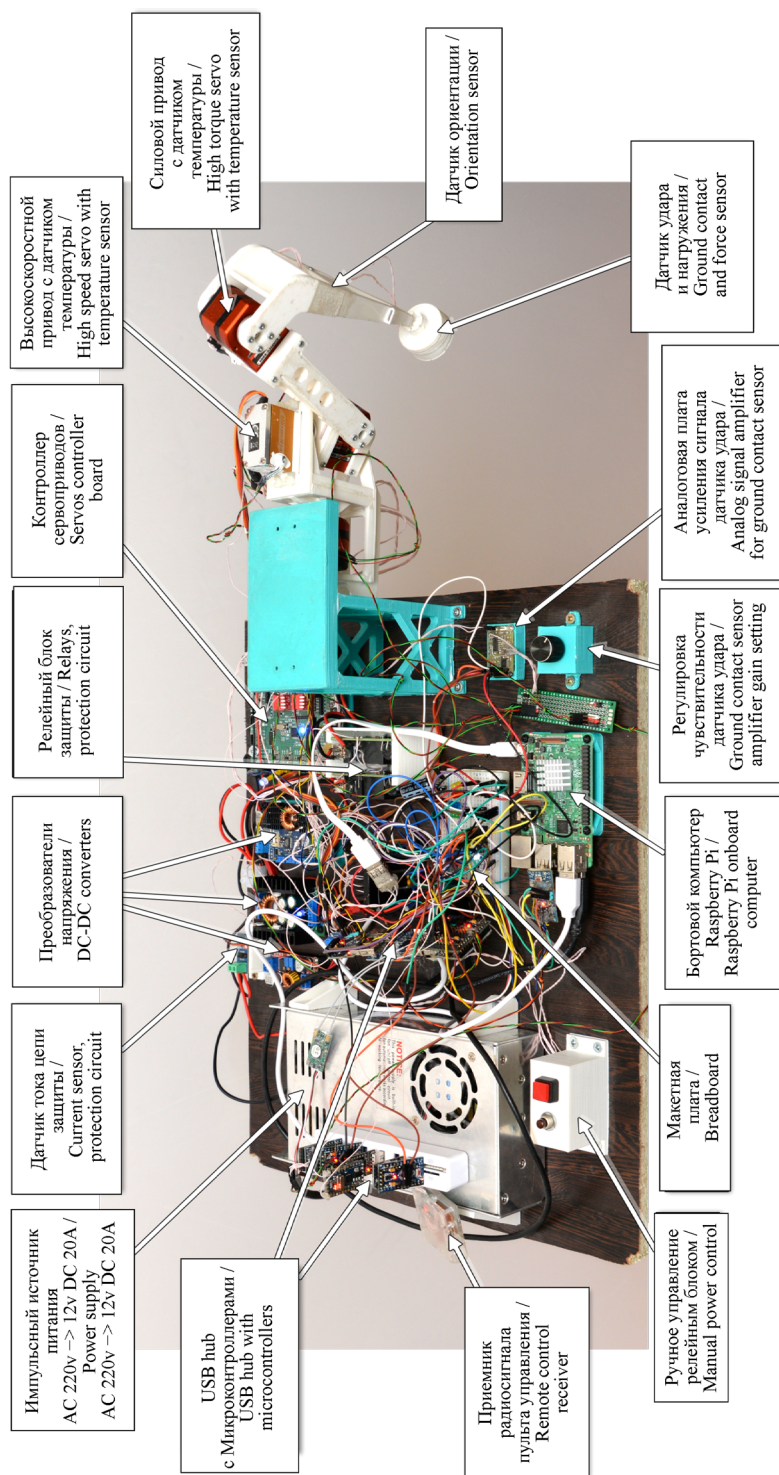 Импульсный источник
питания
AC 220v –> 12v DC 20A /
Power supply
AC 220v –> 12v DC 20A
Датчик тока цепи
защиты /
Current sensor,
protection circuit
Преобразователи
напряжения /
DC-DC converters
Релейный блок
защиты / Relays,
protection circuit
Контроллер
сервоприводов /
Servos controller
board
Высокоскоростной
привод с датчиком
температуры /
High speed servo with
temperature sensor
Силовой привод
с датчиком
температуры /
High torque servo
with temperature sensor
USB hub
с Микроконтроллерами /
USB hub with
microcontrollers
NOTICE:
Датчик ориентации /
Orientation sensor
Приемник
радиосигнала
пульта управления /
Remote control
receiver
Ручное управление
релейным блоком /
Manual power control
Макетная
плата /
Breadboard
Бортовой компьютер
Raspberry Pi /
Raspberry Pi onboard
computer
Регулировка
чувствительности
датчика удара /
Ground contact sensor
amplifier gain setting
Аналоговая плата
усиления сигнала
датчика удара /
Analog signal amplifier
for ground contact sensor
Датчик удара
и нагружения /
Ground contact
and force sensor